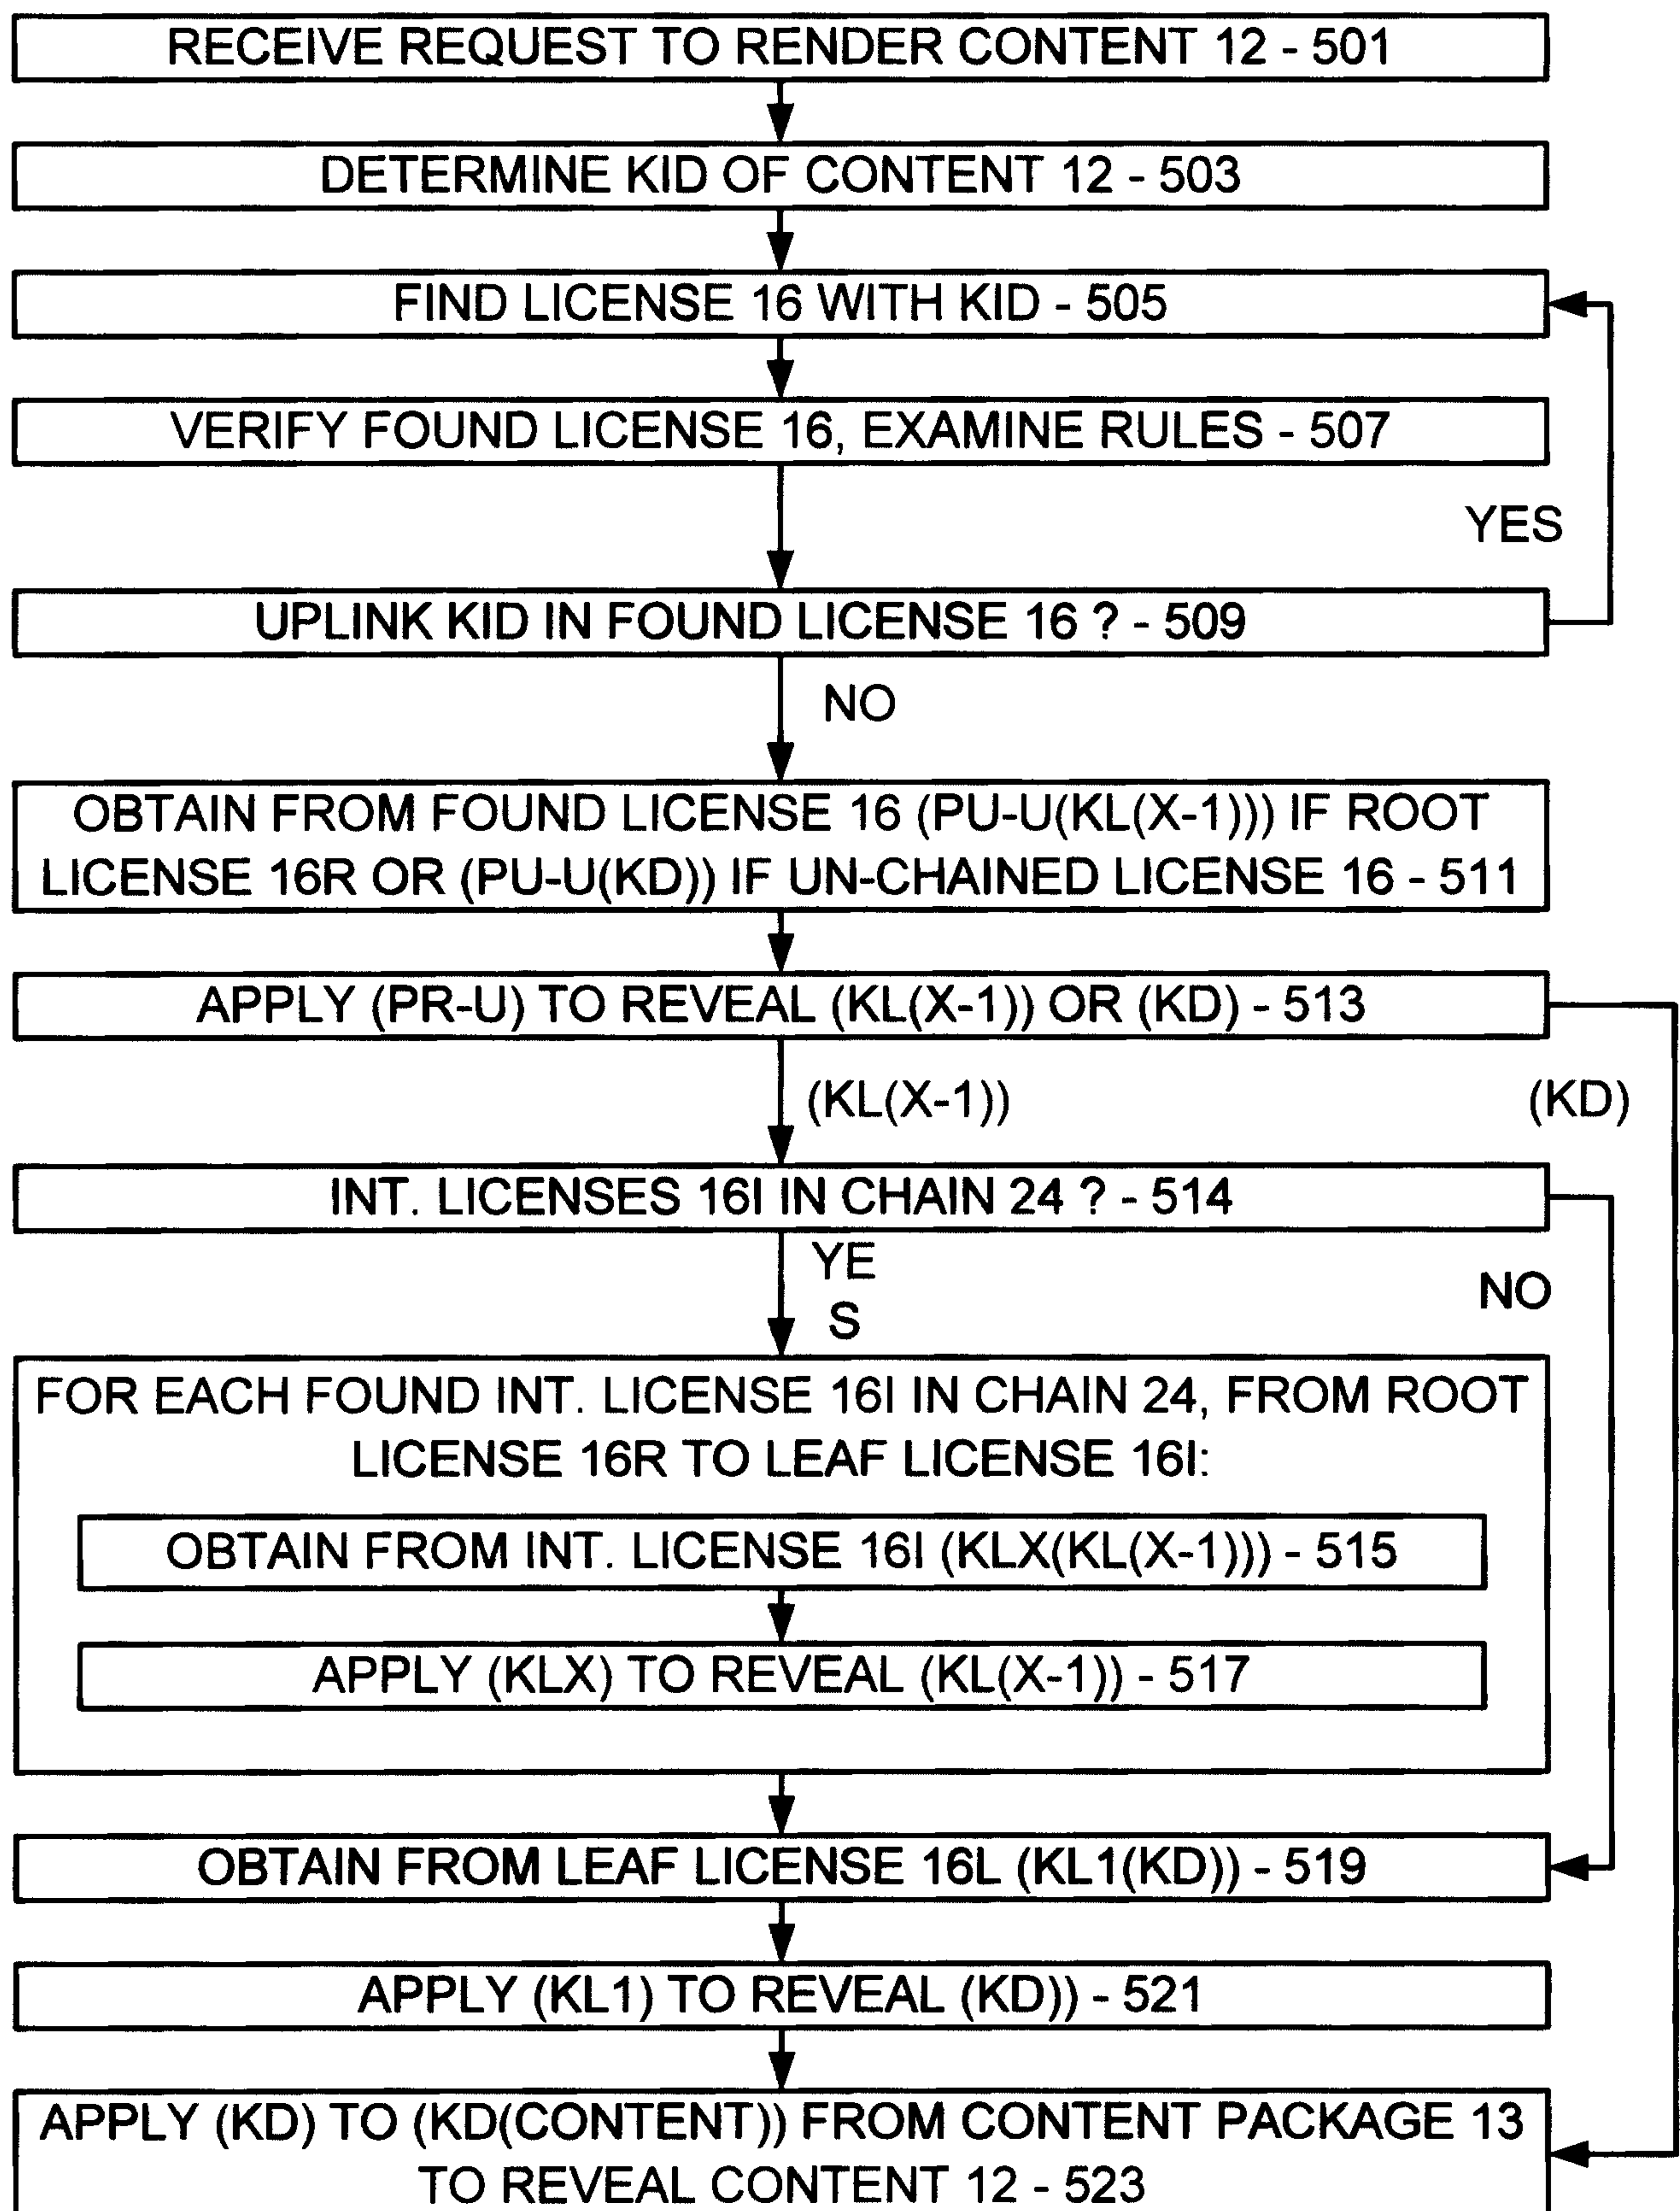 RECEIVE REQUEST TO RENDER CONTENT 12 - 501
DETERMINE KID OF CONTENT 12 - 503
FIND LICENSE 16 WITH KID - 505
VERIFY FOUND LICENSE 16, EXAMINE RULES - 507
YES
UPLINK KID IN FOUND LICENSE 16 ? - 509
NO
OBTAIN FROM FOUND LICENSE 16 (PU-U(KL(X-1))) IF ROOT
LICENSE 16R OR (PU-U(KD)) IF UN-CHAINED LICENSE 16 - 511
APPLY (PR-U) TO REVEAL (KL(X-1)) OR (KD) - 513
(KL(X-1))
(KD)
INT. LICENSES 16I IN CHAIN 24 ? - 514
YE
S
NO
FOR EACH FOUND INT. LICENSE 16I IN CHAIN 24, FROM ROOT
LICENSE 16R TO LEAF LICENSE 16I:
OBTAIN FROM INT. LICENSE 16I (KLX(KL(X-1))) - 515
APPLY (KLX) TO REVEAL (KL(X-1)) - 517
OBTAIN FROM LEAF LICENSE 16L (KL1(KD)) - 519
APPLY (KL1) TO REVEAL (KD)) - 521
APPLY (KD) TO (KD(CONTENT)) FROM CONTENT PACKAGE 13
TO REVEAL CONTENT 12 - 523